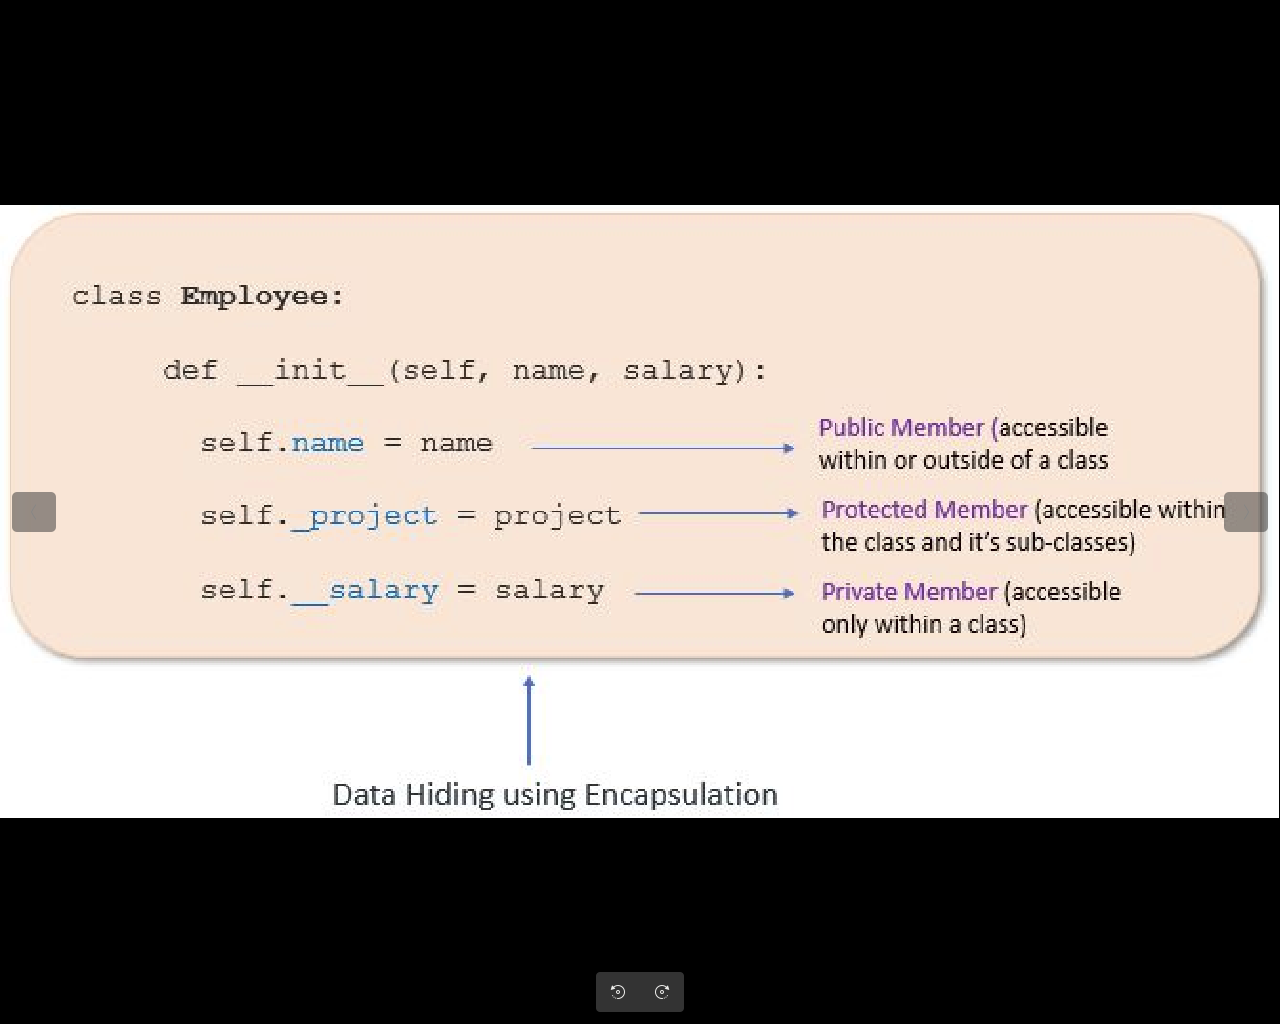 class Employee:
def __init__(self, name, salary):
self.name = name
Public Member (accessible
within or outside of a class
self._project = project
Protected Member (accessible within
the class and it's sub-classes)
self.__salary = salary
Private Member (accessible
only within a class)
Data Hiding using Encapsulation